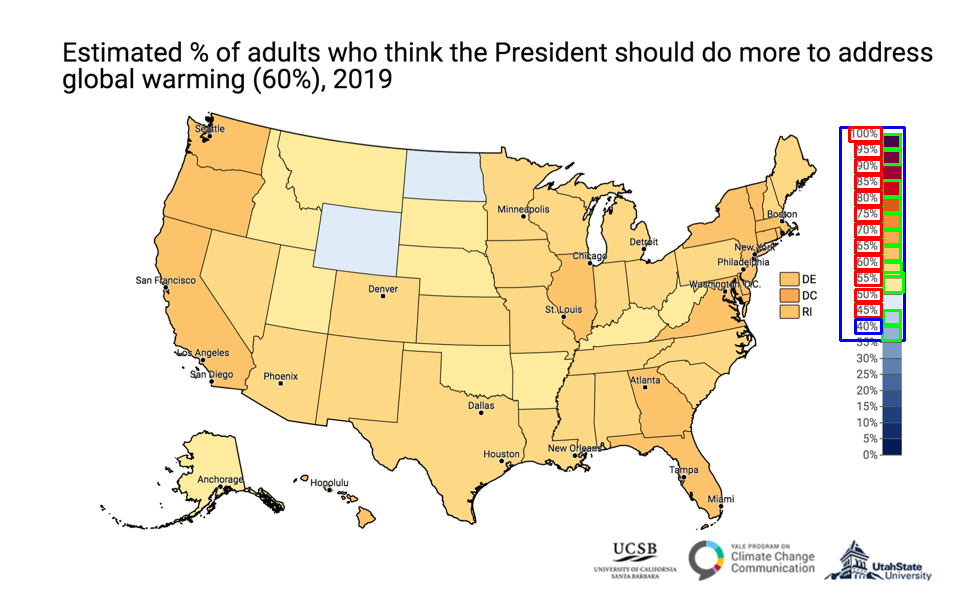 Estimated % of adults who think the President should do more to address
global warming (60%), 2019
Seattle
Minneapolis
Boston
Detroit
New York
Chicago
Philadelphia
San Francisco
Washington, D.C.
Denver
St. Louis
Los Angeles
San Diego
Phoenix
Atlanta
Dallas
Houston
New Orleans
Tampa
Anchorage
Honolulu
Miami
DE
DC
RI
100%
95%
90%
85%
80%
75%
70%
65%
60%
55%
50%
45%
40%
35%
30%
25%
20%
15%
10%
5%
0%
UCSB
UNIVERSITY OF CALIFORNIA
SANTA BARBARA
YALE PROGRAM ON
Climate Change
Communication
UtahState
University